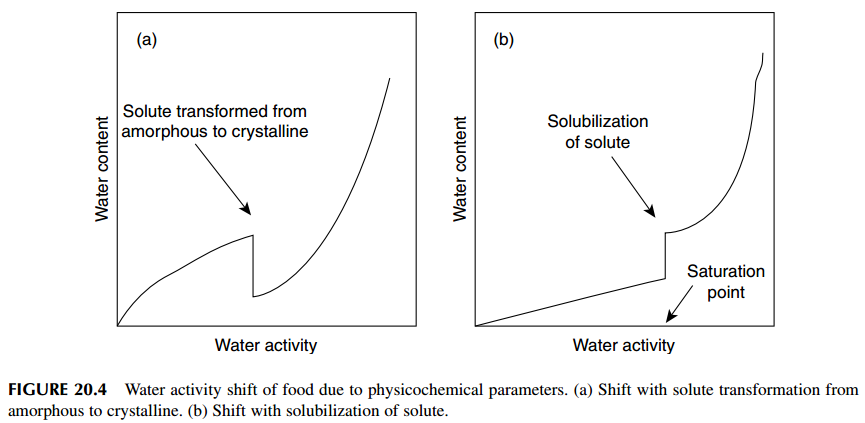 (a)
Solute transformed from
amorphous to crystalline
Water content
Water activity
(b)
Solubilization
of solute
Water content
Saturation
point
Water activity
FIGURE 20.4 Water activity shift of food due to physicochemical parameters. (a) Shift with solute transformation from
amorphous to crystalline. (b) Shift with solubilization of solute.